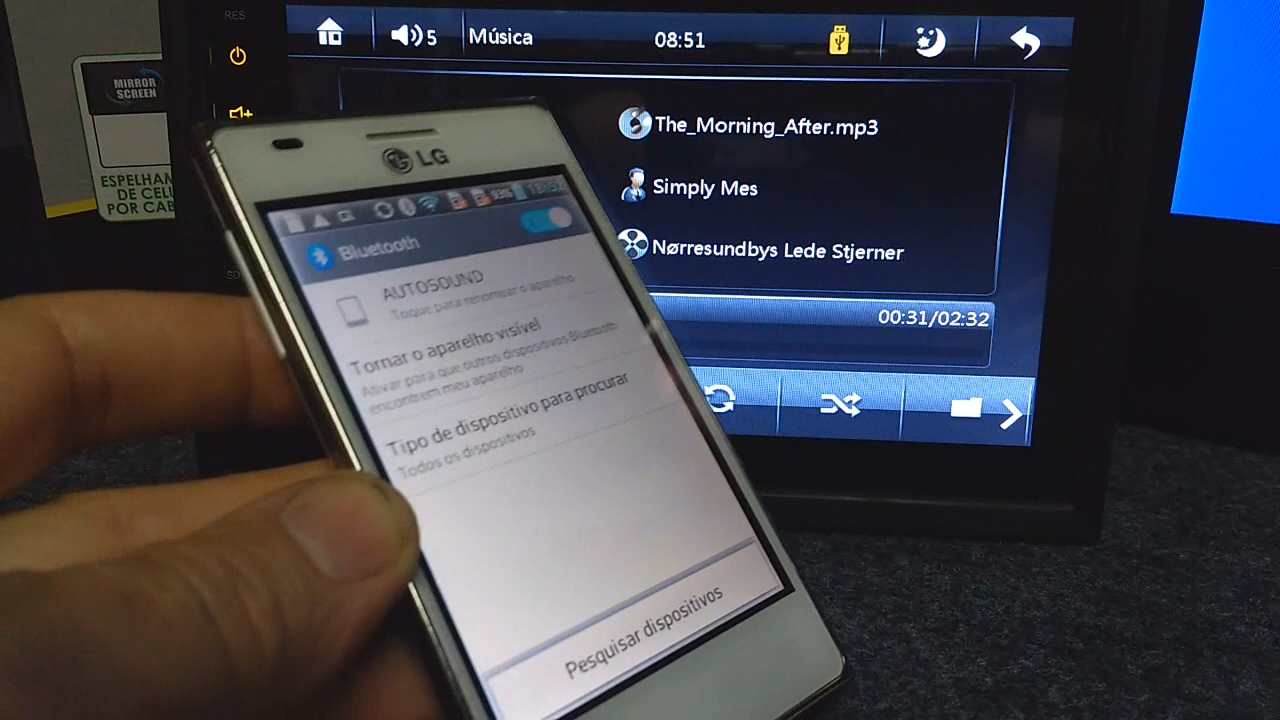 RES
5
Música
08:51
MIRROR
SCREEN
ESPELHAM
DE CEL
POR CAB
The_Morning_After.mp3
Simply Mes
Nørresundbys Lede Stjerner
00:31/02:32
LG
93%
Bluetooth
AUTOSOUND
Toque para renomear o aparelho
Tornar o aparelho visível
Ativar para que outros dispositivos Bluetooth
encontrem meu aparelho
Tipo de dispositivo para procurar
Todos os dispositivos
Pesquisar dispositivos